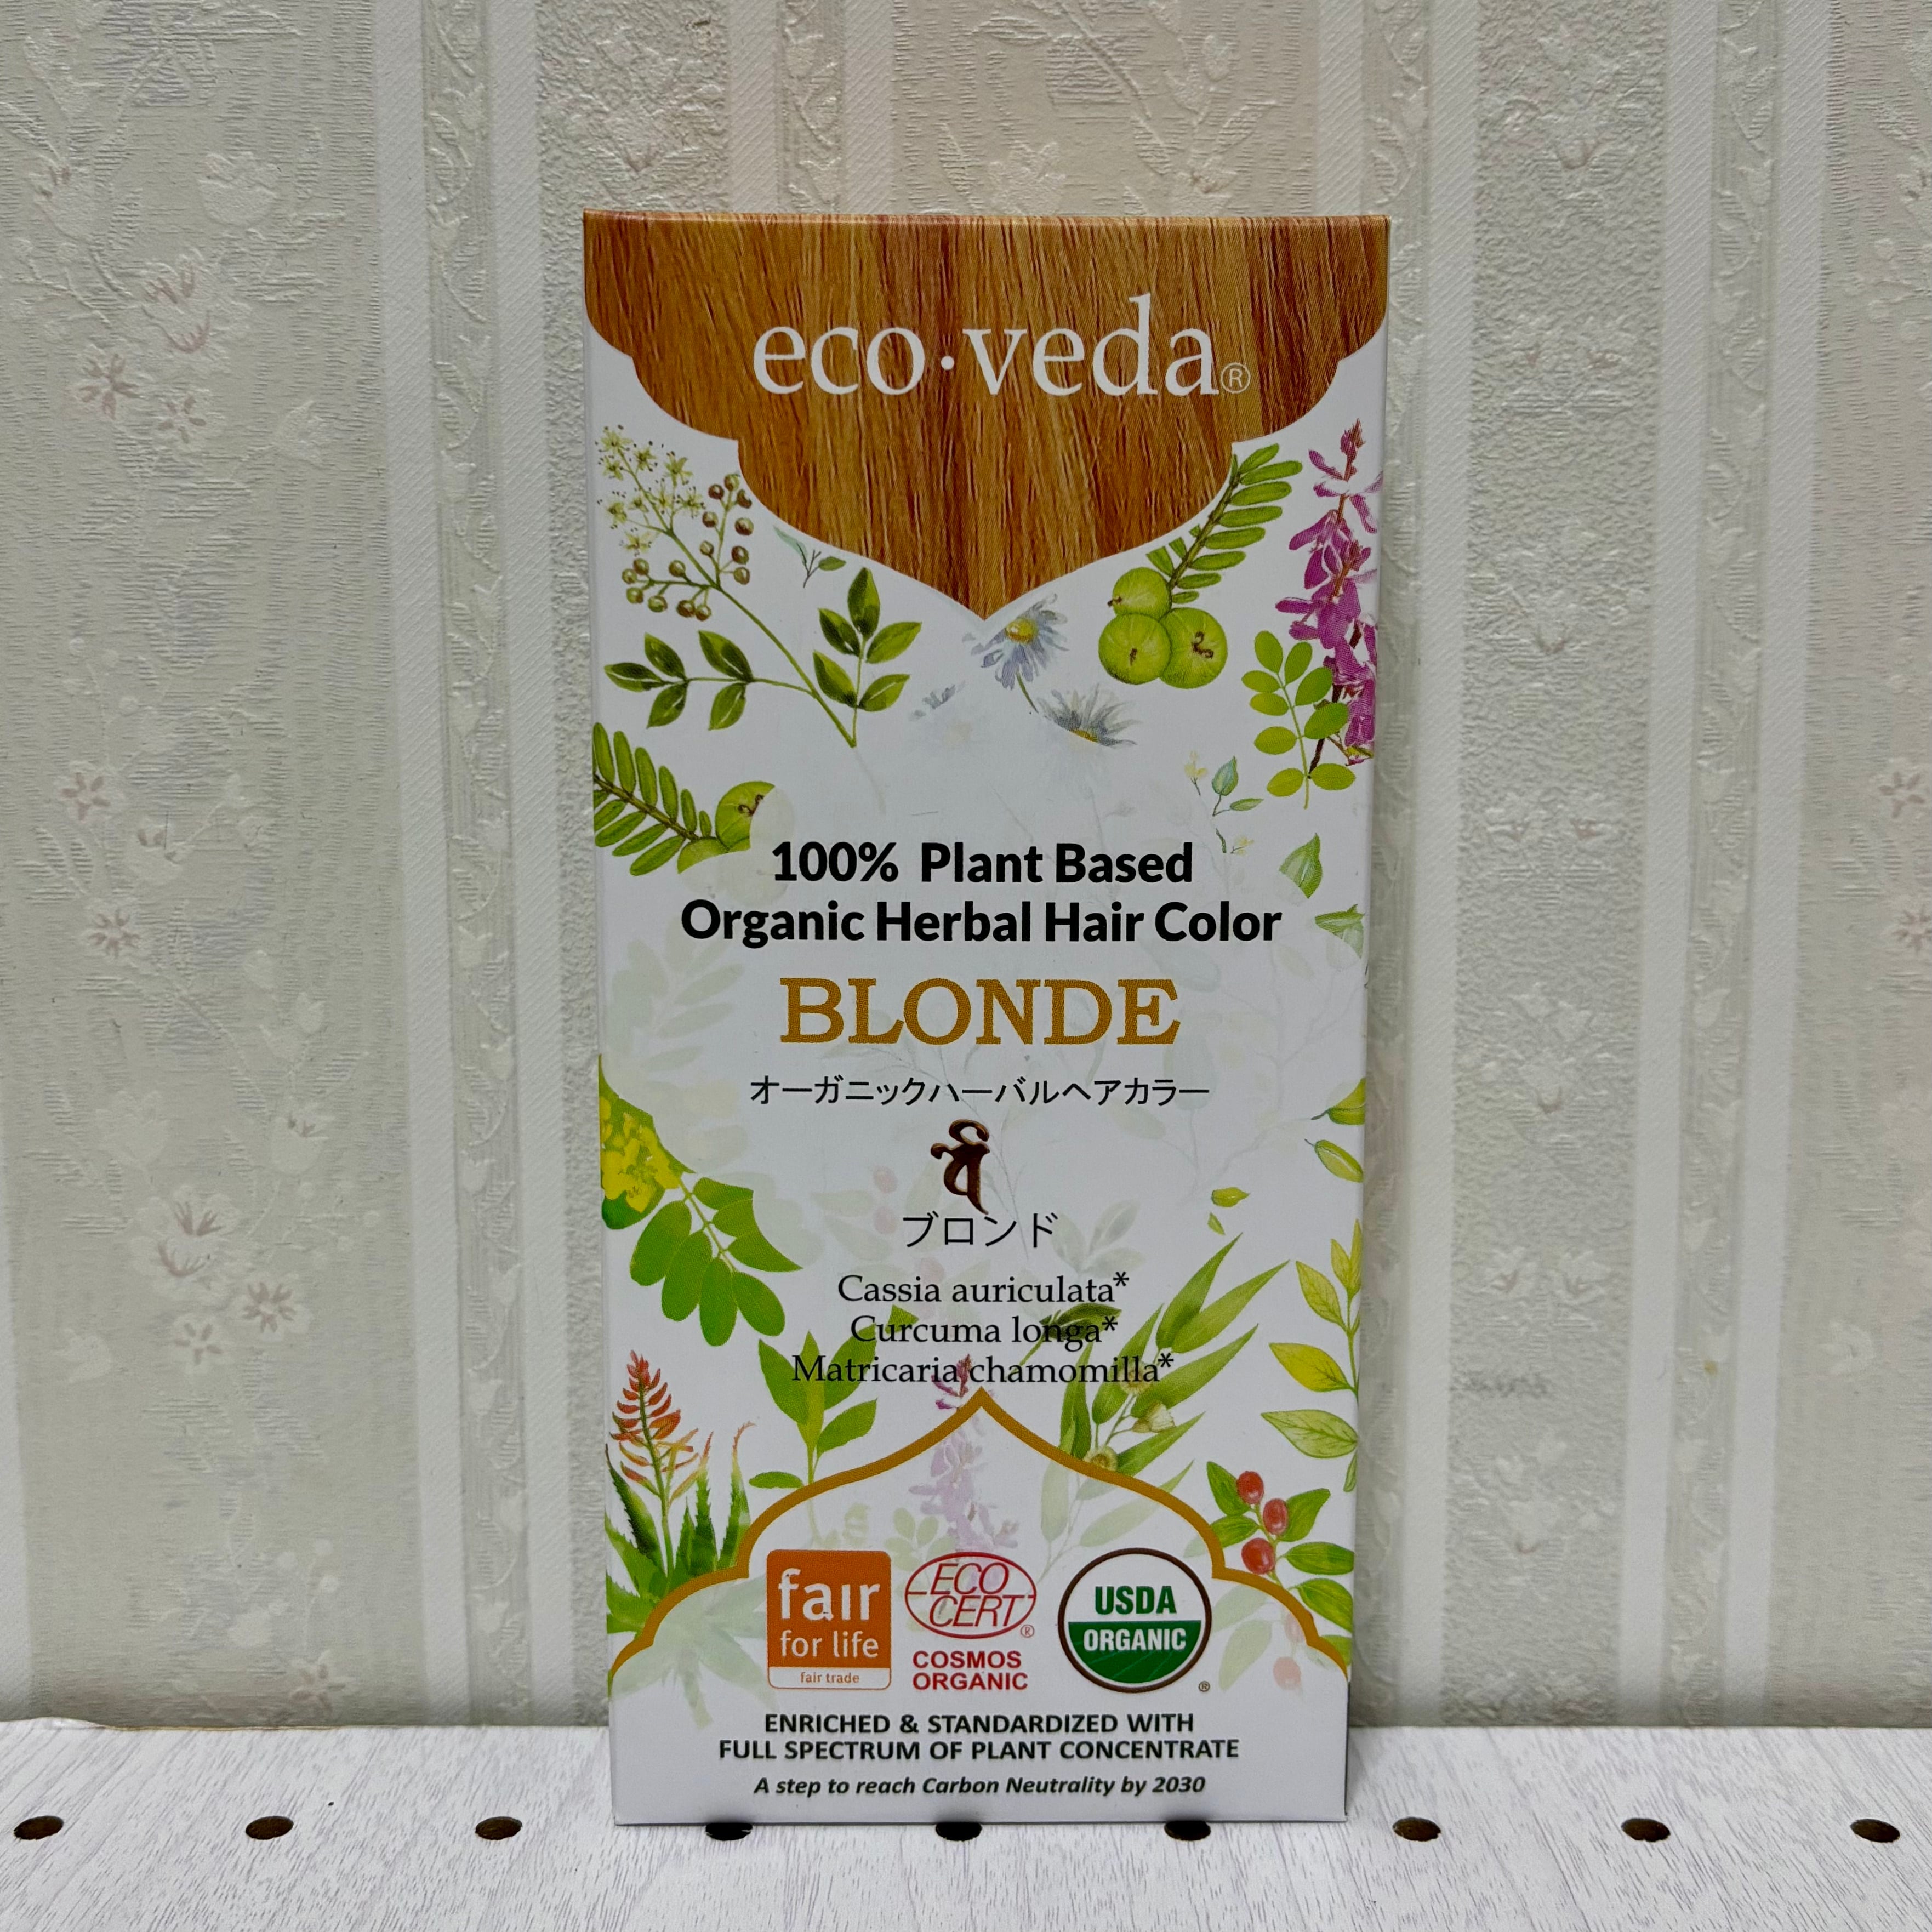 eco·veda®
100% Plant Based
Organic Herbal Hair Color
BLONDE
オーガニックハーバルヘアカラー
ブロンド
Cassia auriculata*
Curcuma longa*
Matricaria chamomilla*
fair
for life
fair trade
ECO
CERT®
COSMOS
ORGANIC
USDA
ORGANIC
®
ENRICHED & STANDARDIZED WITH
FULL SPECTRUM OF PLANT CONCENTRATE
A step to reach Carbon Neutrality by 2030